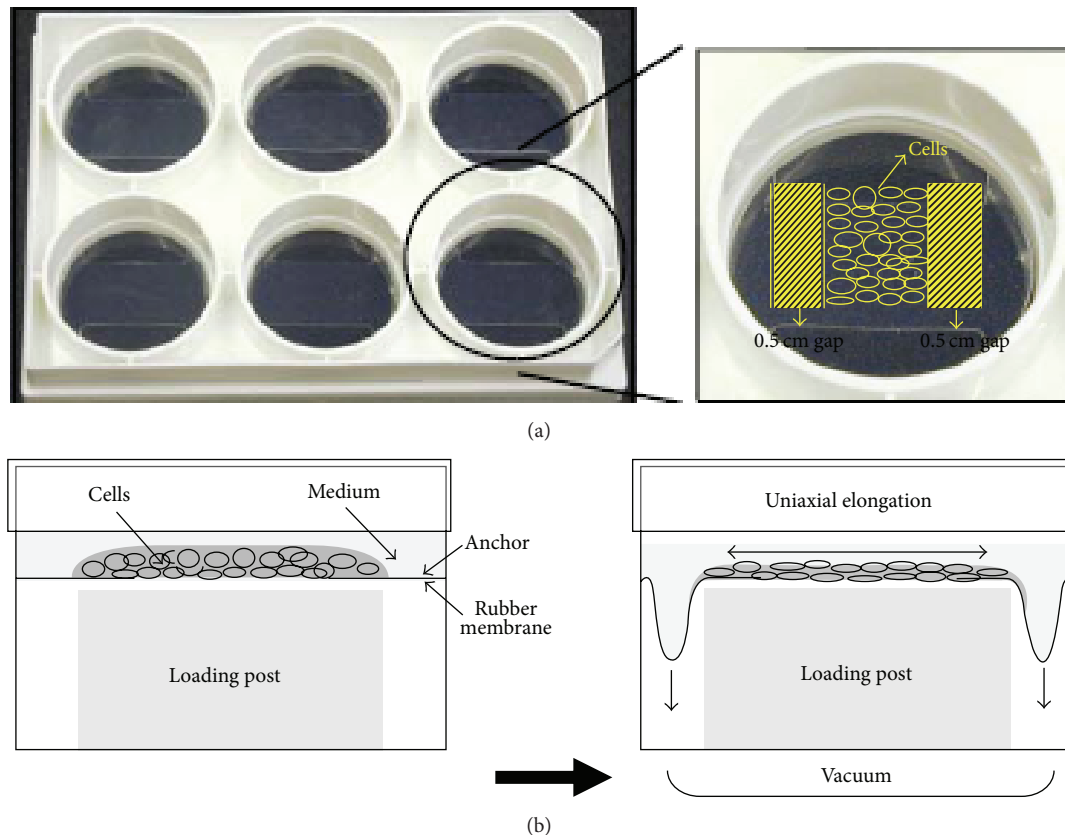 Cells
0.5 cm gap
0.5 cm gap
(a)
Cells
Medium
Anchor
Rubber
membrane
Loading post
Uniaxial elongation
Loading post
Vacuum
(b)